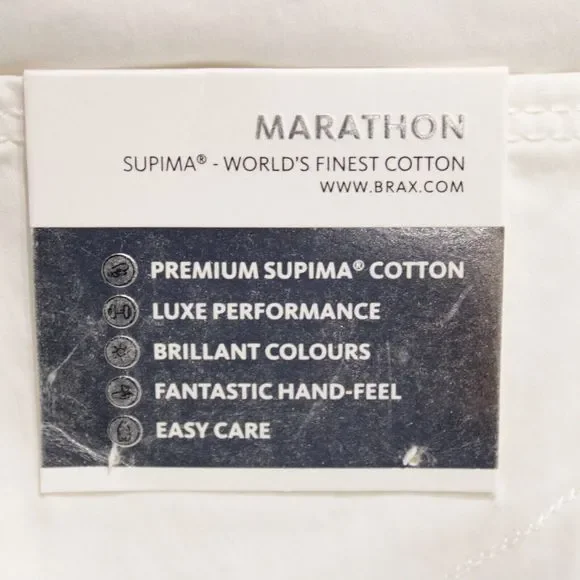 MARATHON
SUPIMA® - WORLD'S FINEST COTTON
WWW.BRAX.COM
PREMIUM SUPIMA® COTTON
LUXE PERFORMANCE
BRILLANT COLOURS
FANTASTIC HAND-FEEL
EASY CARE